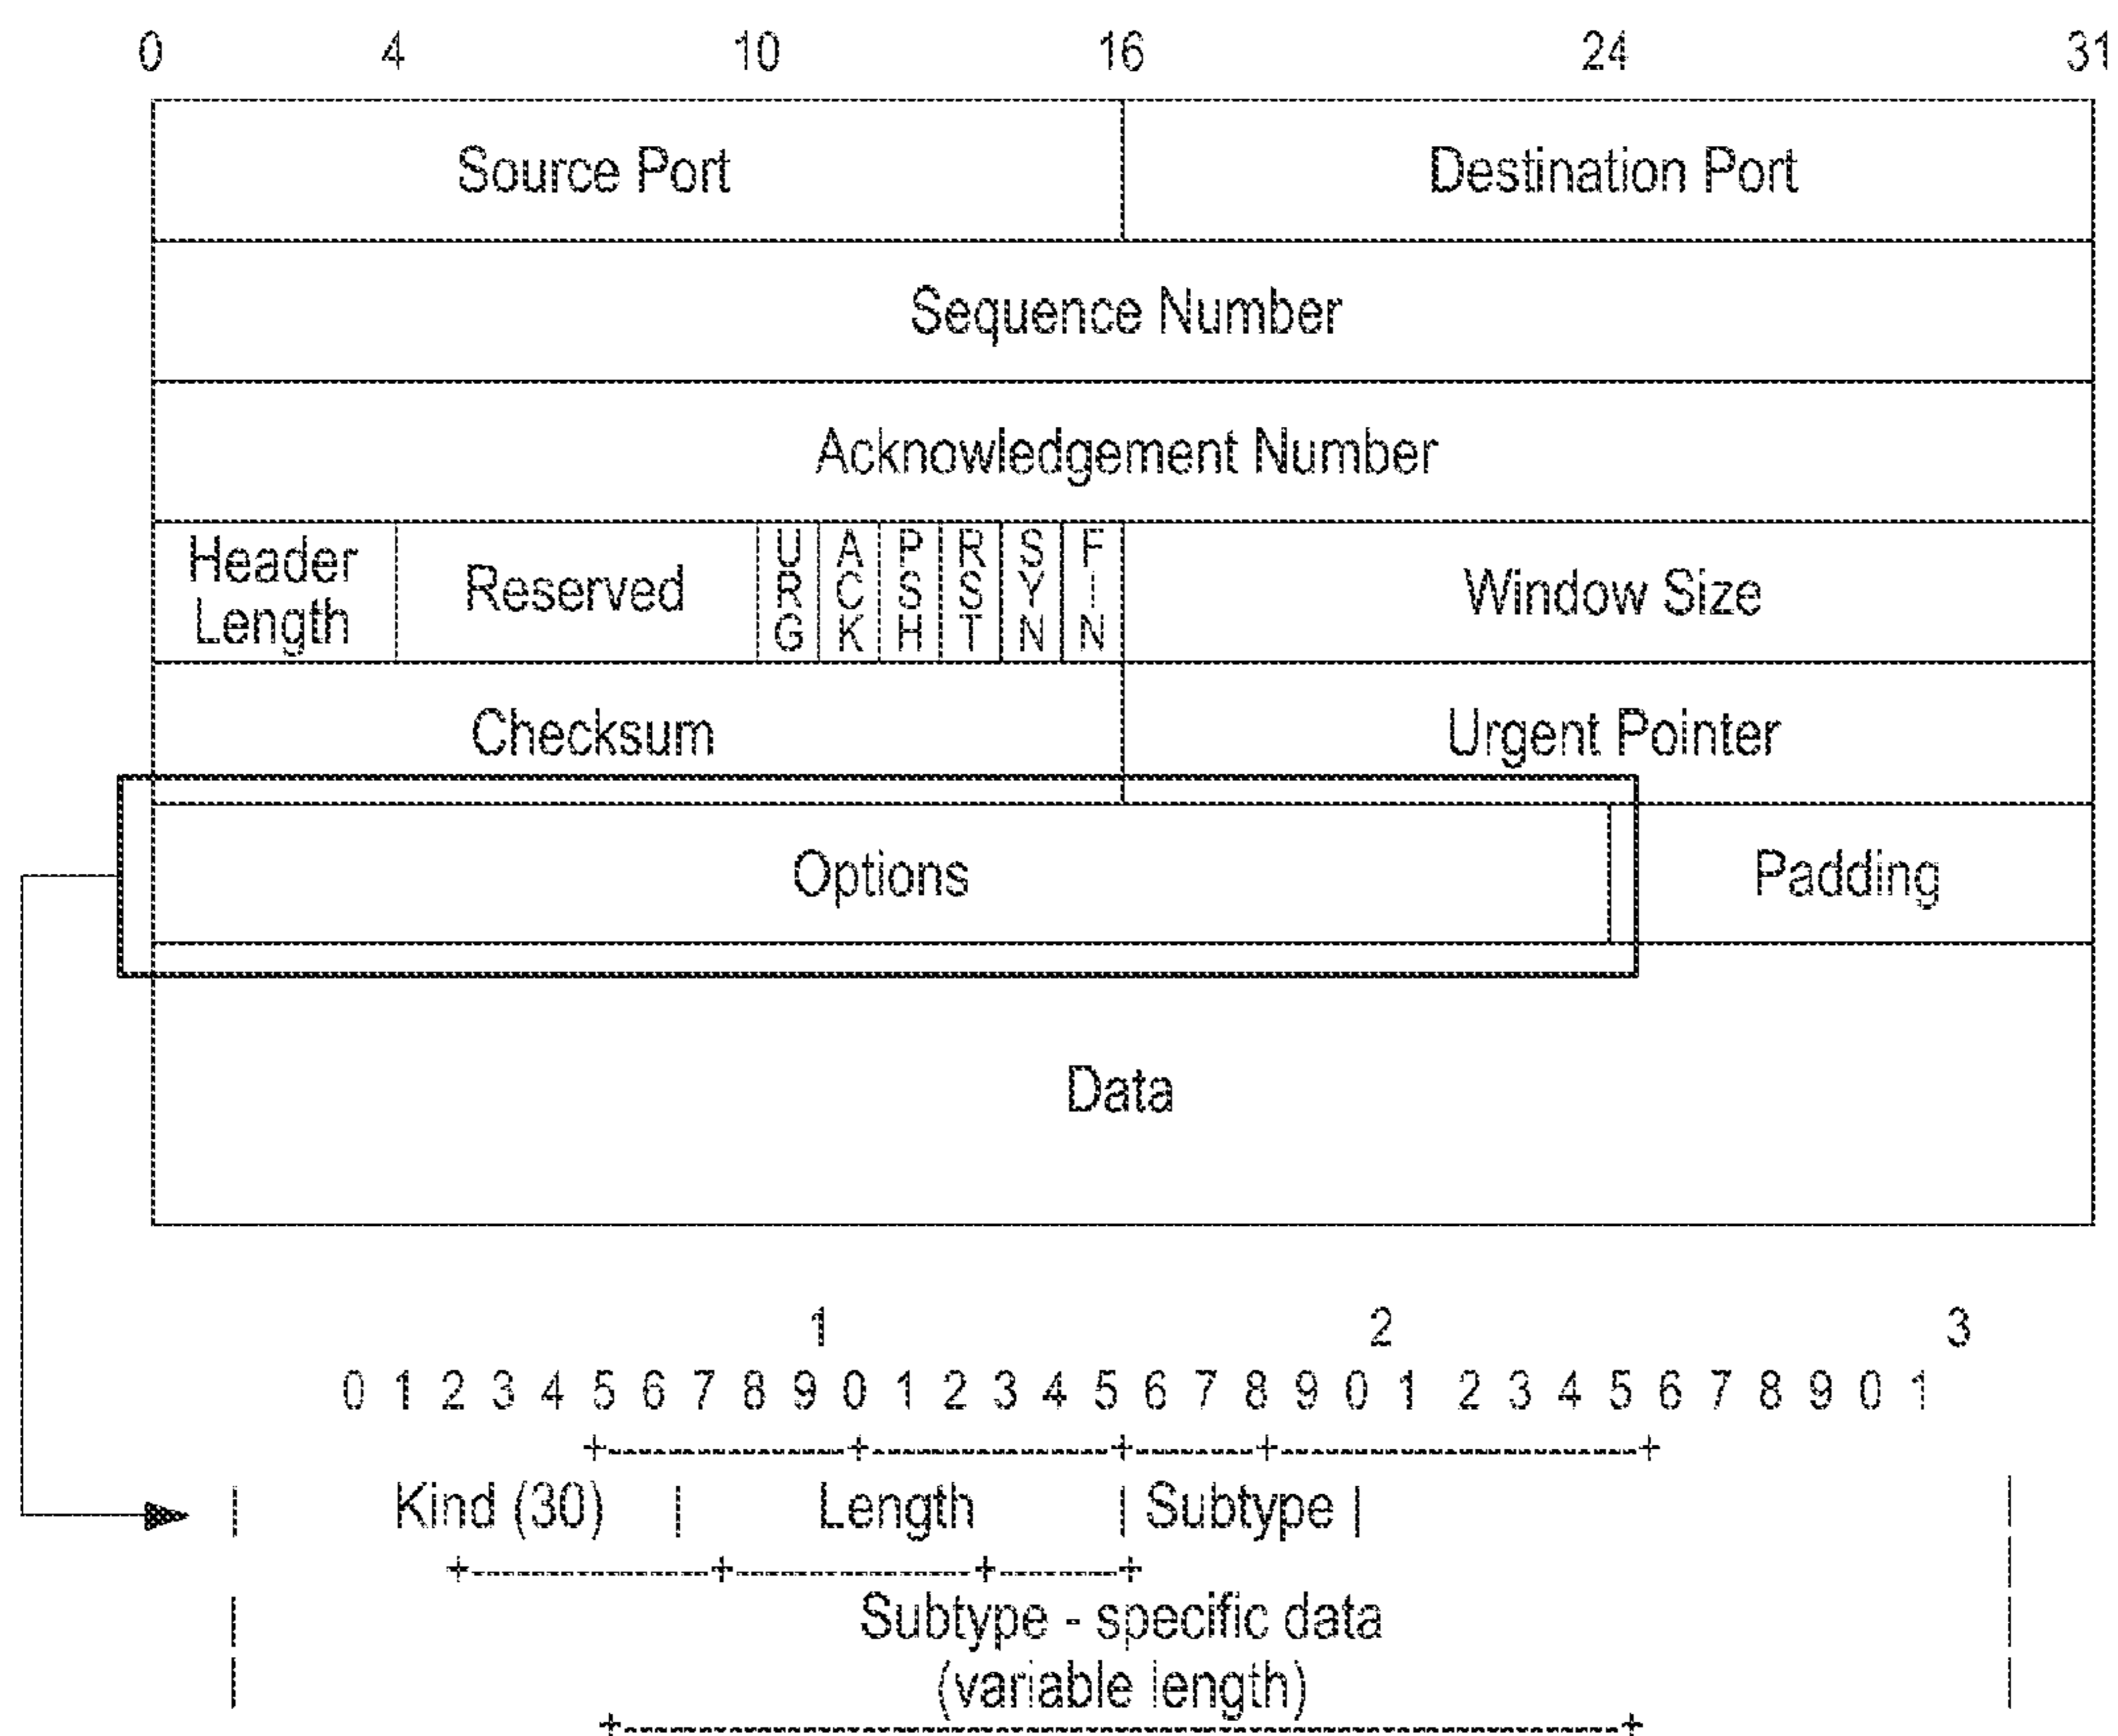 0 4 10 16 24 31
Source Port Destination Port
Sequence Number
Acknowledgement Number
Header Length Reserved URG ACK PSH RST SYN FIN Window Size
Checksum Urgent Pointer
Options Padding
Data
1 2 3
0 1 2 3 4 5 6 7 8 9 0 1 2 3 4 5 6 7 8 9 0 1 2 3 4 5 6 7 8 9 0 1
+---------------+---------------+-------+-----------------------+
| Kind (30) | Length | Subtype | |
+---------------+---------------+-------+
| Subtype - specific data |
| (variable length) |
+---------------------------------------------------------------+